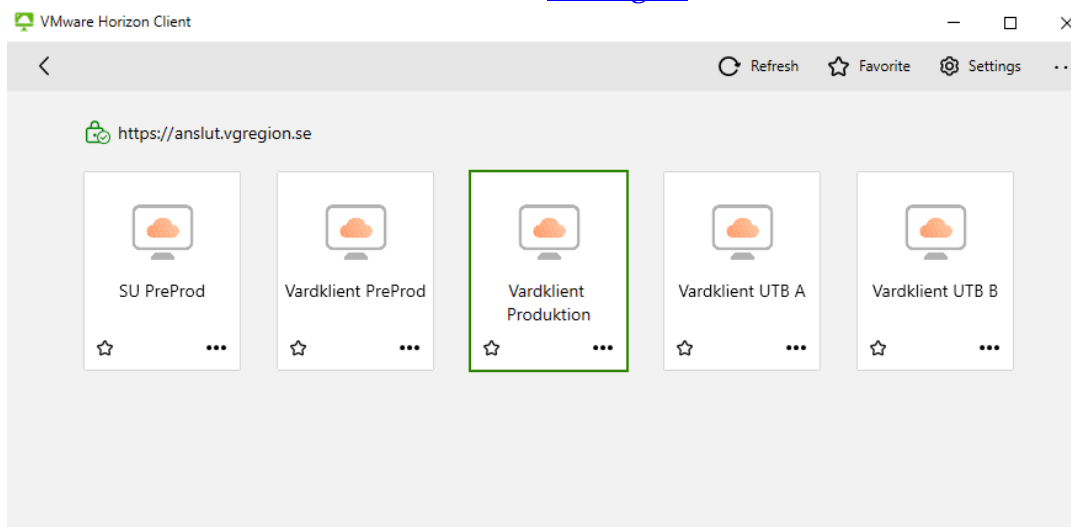 VMware Horizon Client
Refresh Favorite Settings
https://anslut.vgregion.se
SU PreProd
Vardklient PreProd
Vardklient
Produktion
Vardklient UTB A
Vardklient UTB B